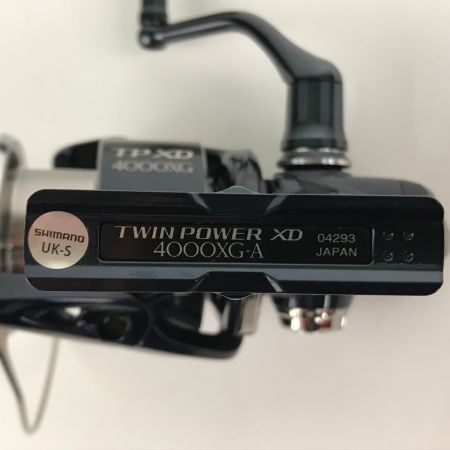 TP XD
4000XG
SHIMANO
UK-S
TWIN POWER XD
4000XG-A
04293
JAPAN